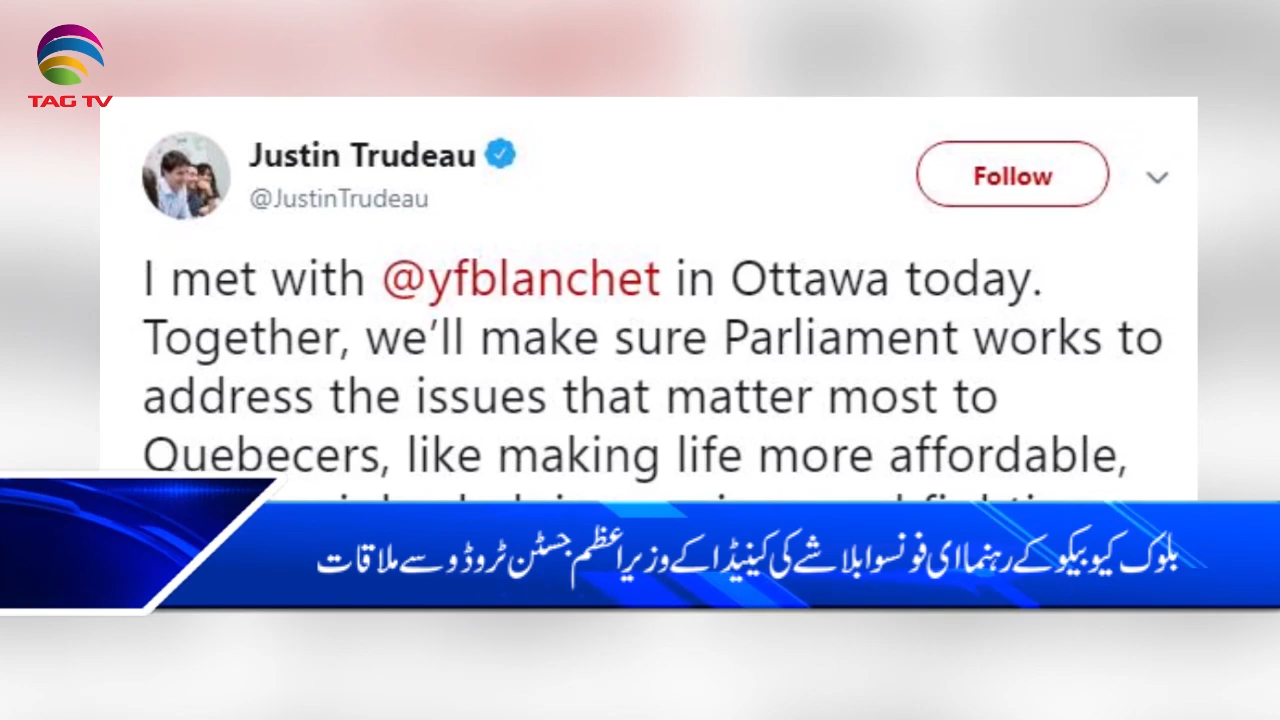 TAG TV
Justin Trudeau
@JustinTrudeau
Follow
I met with @yfblanchet in Ottawa today.
Together, we'll make sure Parliament works to
address the issues that matter most to
Quebecers, like making life more affordable,
بلوک کیوبیکو کے رہنما ای فونسوا بلاشے کی کینیڈا کے وزیراعظم جسٹن ٹروڈو سے ملاقات